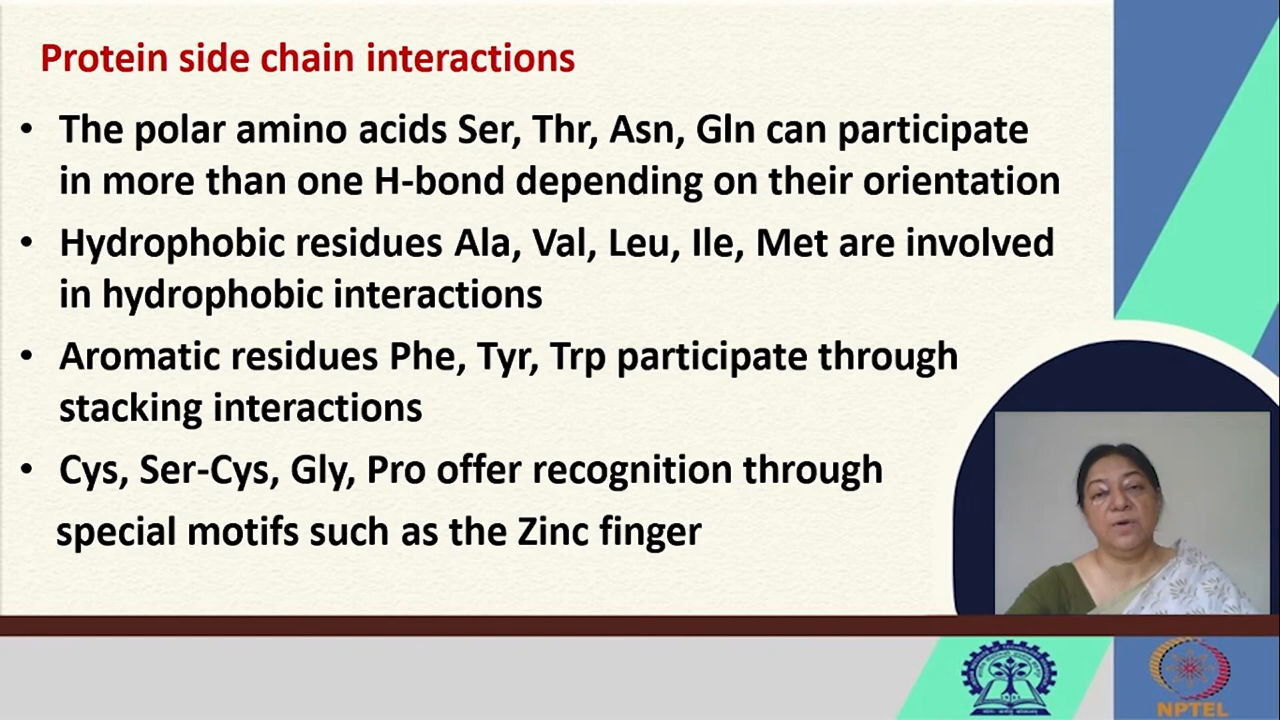 Protein side chain interactions
• The polar amino acids Ser, Thr, Asn, Gln can participate
in more than one H-bond depending on their orientation
• Hydrophobic residues Ala, Val, Leu, Ile, Met are involved
in hydrophobic interactions
• Aromatic residues Phe, Tyr, Trp participate through
stacking interactions
• Cys, Ser-Cys, Gly, Pro offer recognition through
special motifs such as the Zinc finger
NPTEL